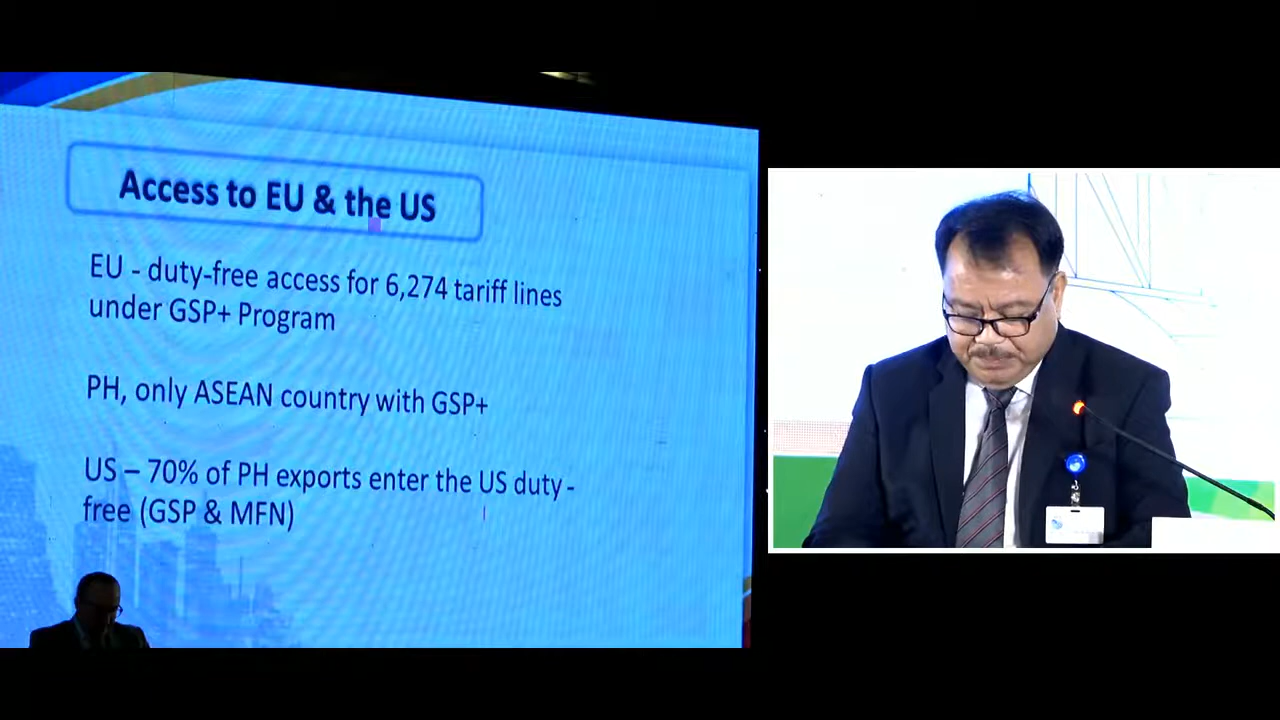 Access to EU & the US
EU - duty-free access for 6,274 tariff lines
under GSP+ Program
PH, only ASEAN country with GSP+
US – 70% of PH exports enter the US duty-
free (GSP & MFN)